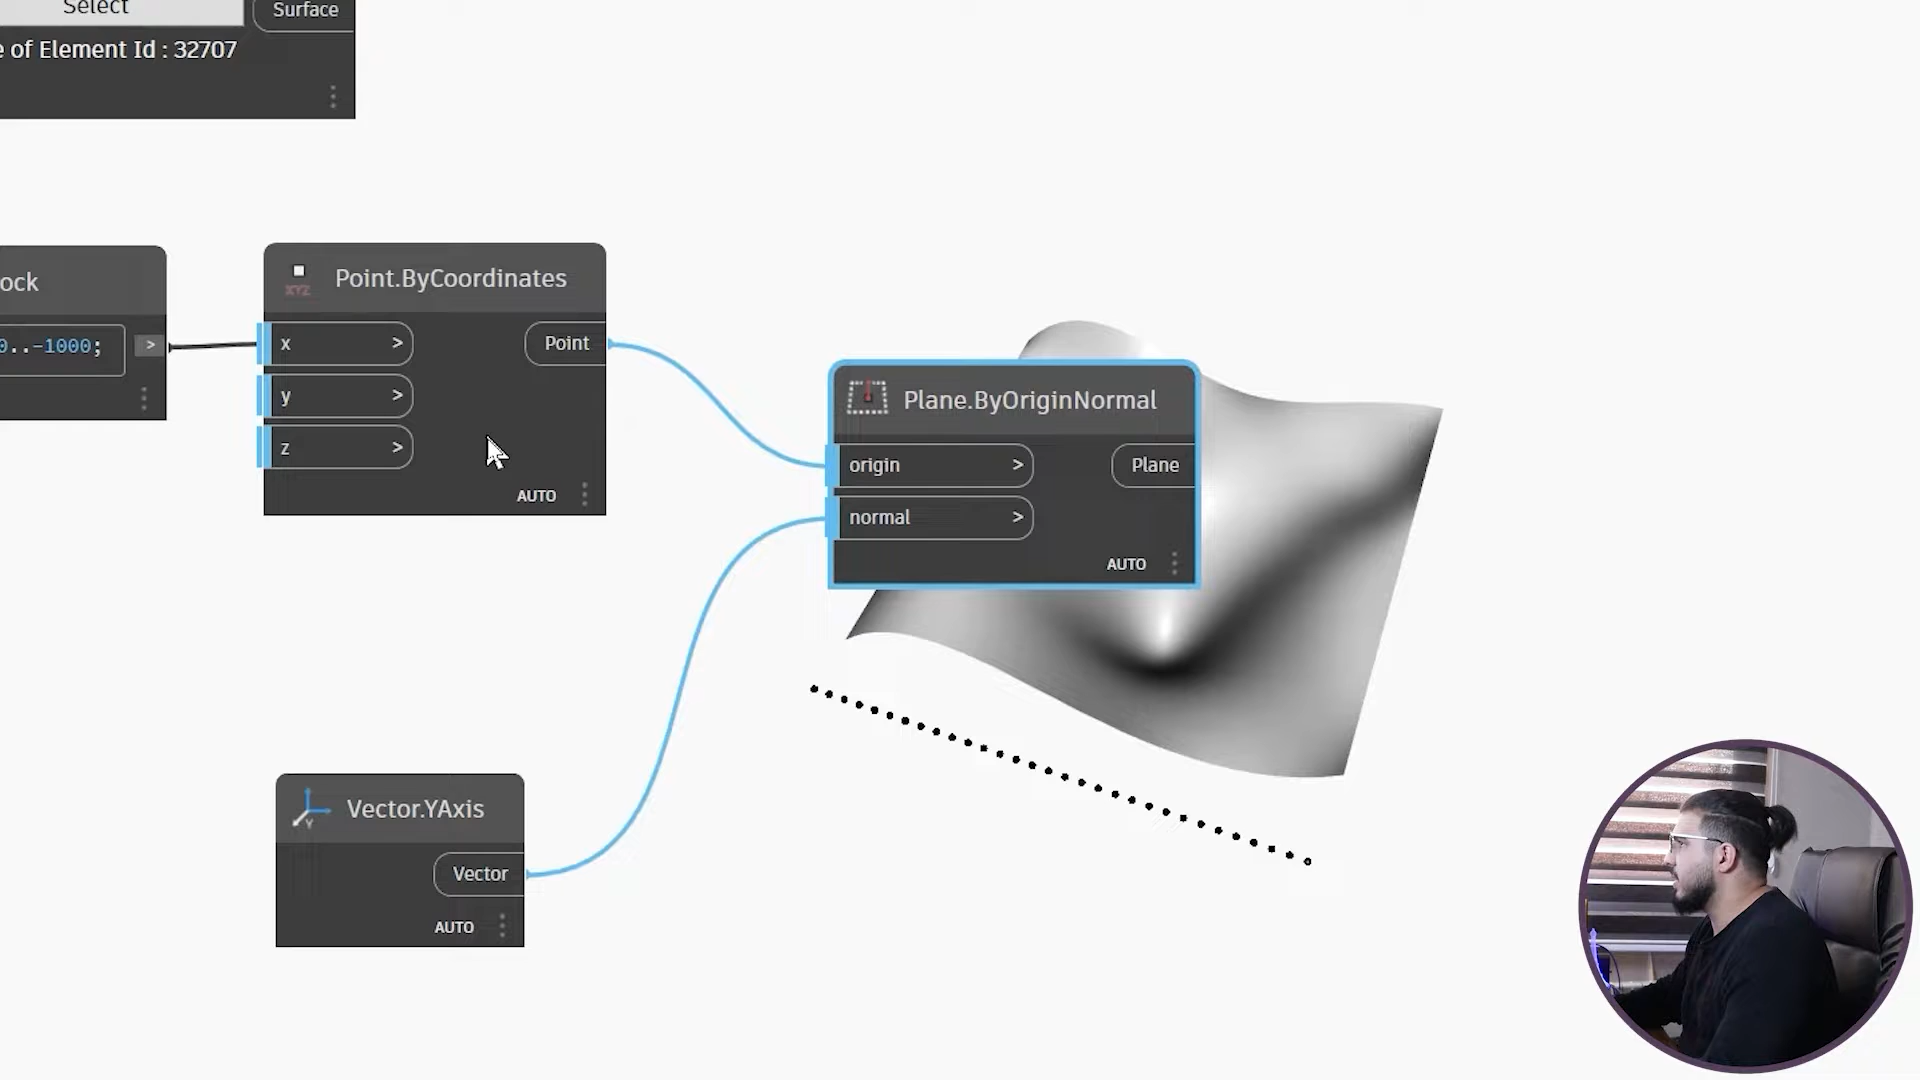 Select
Surface
e of Element Id : 32707
ock
0..-1000;
>
XYZ
Point.ByCoordinates
x >
Point
y >
z >
AUTO
Plane.ByOriginNormal
origin >
Plane
normal >
AUTO
Y
Vector.YAxis
Vector
AUTO